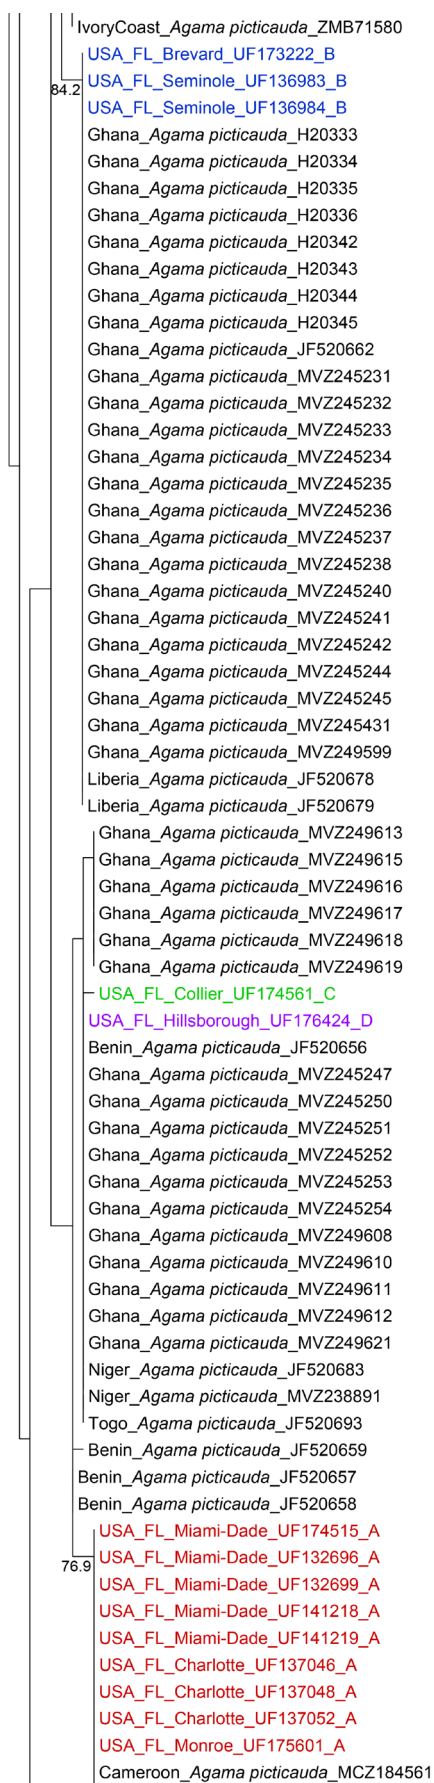 IvoryCoast_Agama picticauda_ZMB71580
USA_FL_Brevard_UF173222_B
USA_FL_Seminole_UF136983_B
84.2
USA_FL_Seminole_UF136984_B
Ghana_Agama picticauda_H20333
Ghana_Agama picticauda_H20334
Ghana_Agama picticauda_H20335
Ghana_Agama picticauda_H20336
Ghana_Agama picticauda_H20342
Ghana_Agama picticauda_H20343
Ghana_Agama picticauda_H20344
Ghana_Agama picticauda_H20345
Ghana_Agama picticauda_JF520662
Ghana_Agama picticauda_MVZ245231
Ghana_Agama picticauda_MVZ245232
Ghana_Agama picticauda_MVZ245233
Ghana_Agama picticauda_MVZ245234
Ghana_Agama picticauda_MVZ245235
Ghana_Agama picticauda_MVZ245236
Ghana_Agama picticauda_MVZ245237
Ghana_Agama picticauda_MVZ245238
Ghana_Agama picticauda_MVZ245240
Ghana_Agama picticauda_MVZ245241
Ghana_Agama picticauda_MVZ245242
Ghana_Agama picticauda_MVZ245244
Ghana_Agama picticauda_MVZ245245
Ghana_Agama picticauda_MVZ245431
Ghana_Agama picticauda_MVZ249599
Liberia_Agama picticauda_JF520678
Liberia_Agama picticauda_JF520679
Ghana_Agama picticauda_MVZ249613
Ghana_Agama picticauda_MVZ249615
Ghana_Agama picticauda_MVZ249616
Ghana_Agama picticauda_MVZ249617
Ghana_Agama picticauda_MVZ249618
Ghana_Agama picticauda_MVZ249619
USA_FL_Collier_UF174561_C
USA_FL_Hillsborough_UF176424_D
Benin_Agama picticauda_JF520656
Ghana_Agama picticauda_MVZ245247
Ghana_Agama picticauda_MVZ245250
Ghana_Agama picticauda_MVZ245251
Ghana_Agama picticauda_MVZ245252
Ghana_Agama picticauda_MVZ245253
Ghana_Agama picticauda_MVZ245254
Ghana_Agama picticauda_MVZ249608
Ghana_Agama picticauda_MVZ249610
Ghana_Agama picticauda_MVZ249611
Ghana_Agama picticauda_MVZ249612
Ghana_Agama picticauda_MVZ249621
Niger_Agama picticauda_JF520683
Niger_Agama picticauda_MVZ238891
Togo_Agama picticauda_JF520693
Benin_Agama picticauda_JF520659
Benin_Agama picticauda_JF520657
Benin_Agama picticauda_JF520658
USA_FL_Miami-Dade_UF174515_A
USA_FL_Miami-Dade_UF132696_A
76.9
USA_FL_Miami-Dade_UF132699_A
USA_FL_Miami-Dade_UF141218_A
USA_FL_Miami-Dade_UF141219_A
USA_FL_Charlotte_UF137046_A
USA_FL_Charlotte_UF137048_A
USA_FL_Charlotte_UF137052_A
USA_FL_Monroe_UF175601_A
Cameroon_Agama picticauda_MCZ184561